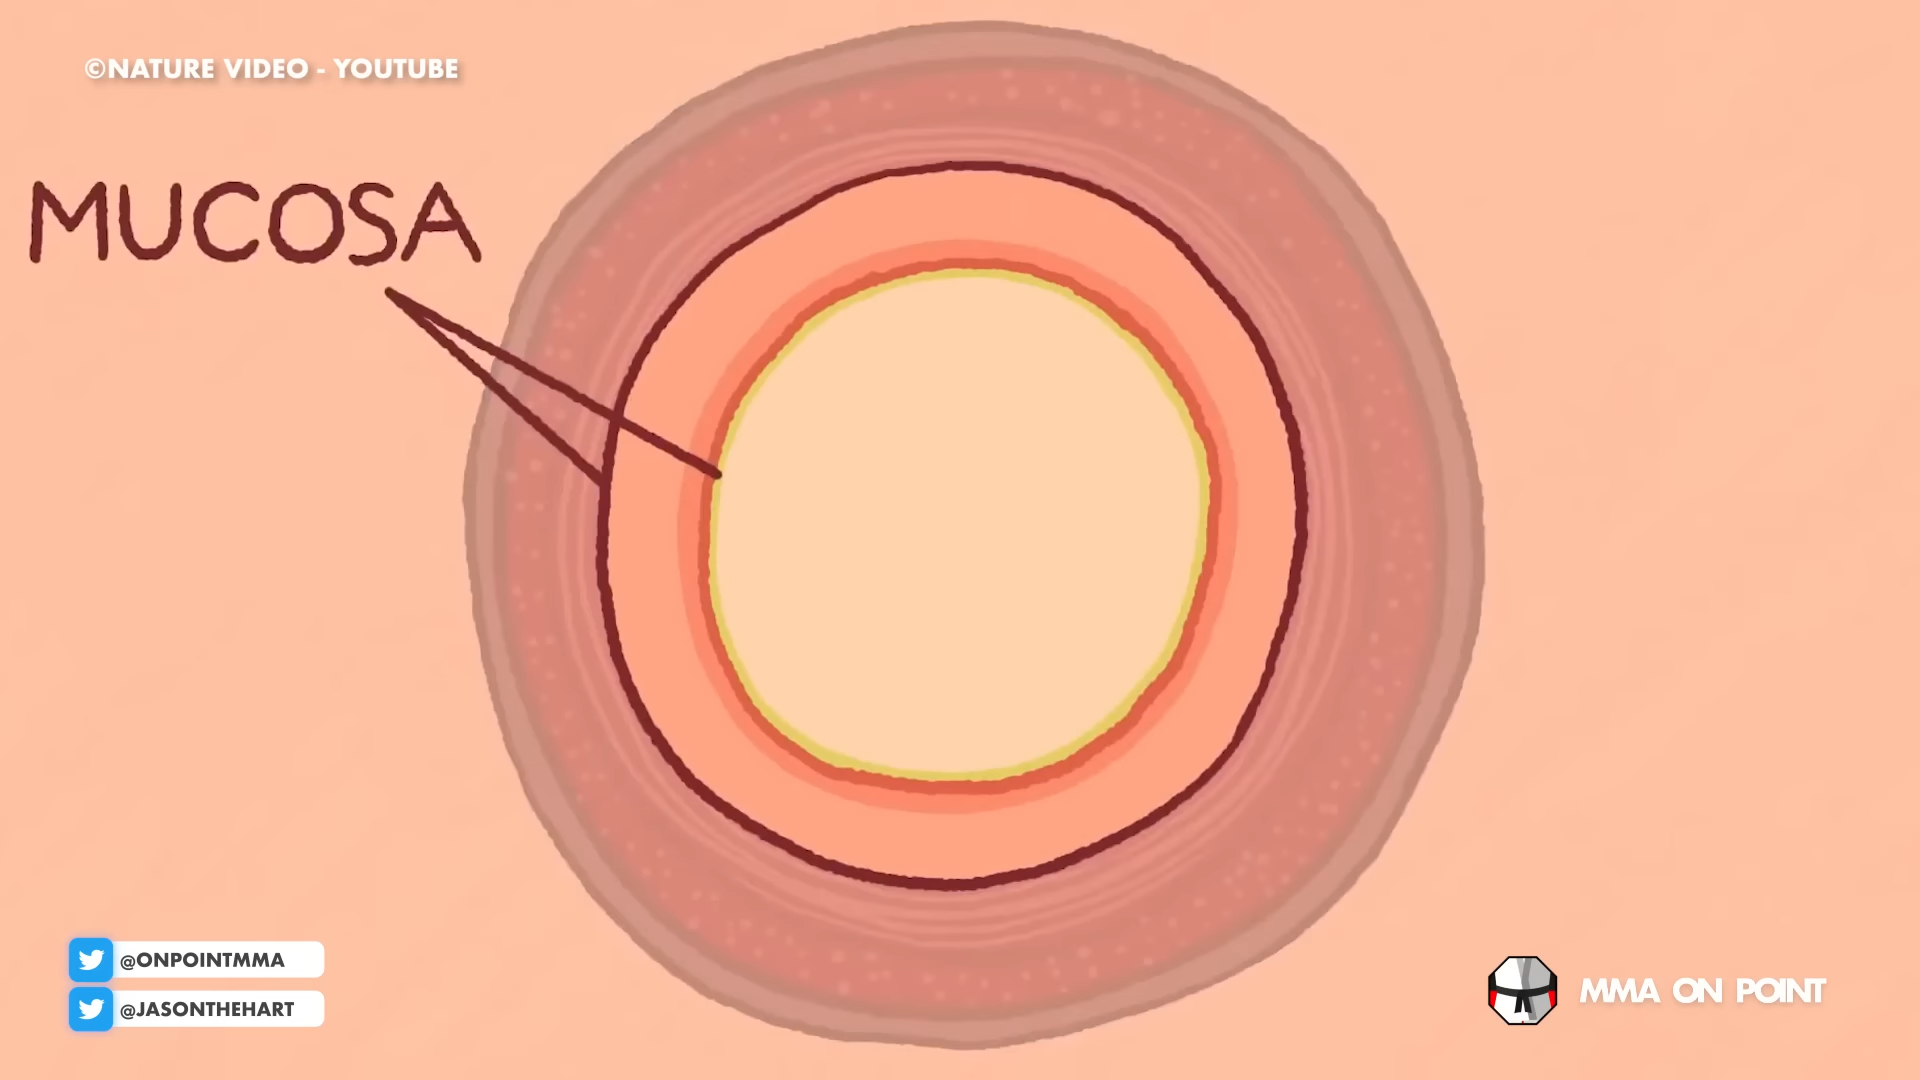 ©NATURE VIDEO - YOUTUBE
MUCOSA
@ONPOINTMMA
@JASONTHEHART
MMA ON POINT